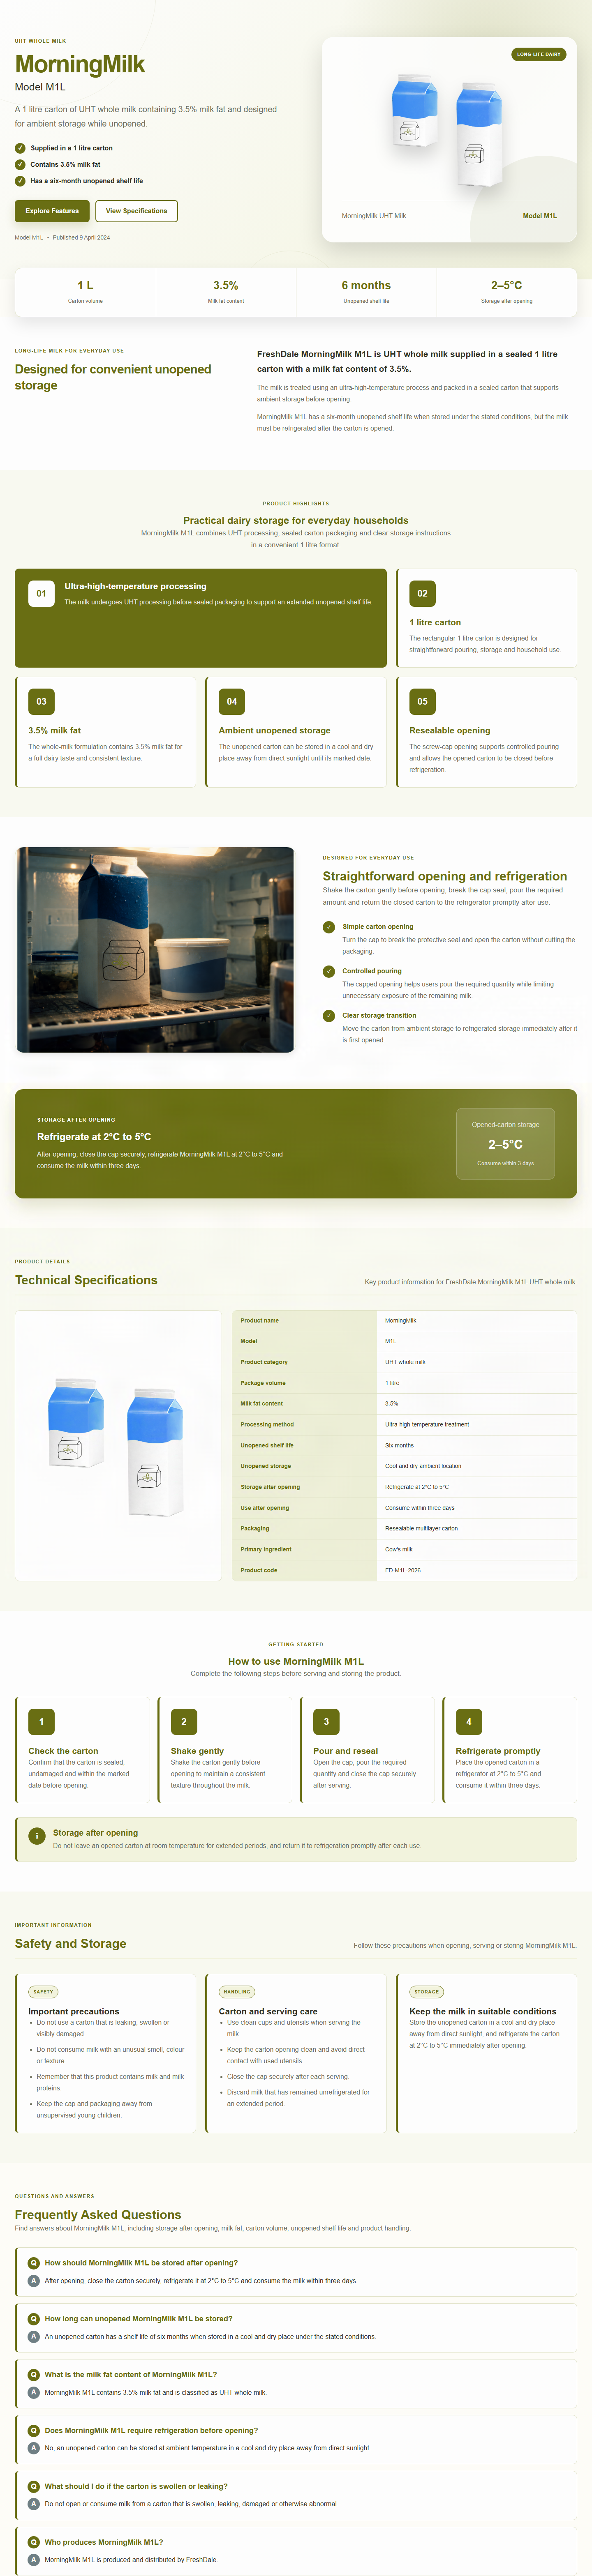 UHT WHOLE MILK
MorningMilk
Model M1L
A 1 litre carton of UHT whole milk containing 3.5% milk fat and designed
for ambient storage while unopened.
Supplied in a 1 litre carton
Contains 3.5% milk fat
Has a six-month unopened shelf life
Explore Features
View Specifications
Model M1L • Published 9 April 2024
LONG-LIFE DAIRY
MorningMilk UHT Milk
Model M1L
1 L
Carton volume
3.5%
Milk fat content
6 months
Unopened shelf life
2–5°C
Storage after opening
LONG-LIFE MILK FOR EVERYDAY USE
Designed for convenient unopened
storage
FreshDale MorningMilk M1L is UHT whole milk supplied in a sealed 1 litre
carton with a milk fat content of 3.5%.
The milk is treated using an ultra-high-temperature process and packed in a sealed carton that supports
ambient storage before opening.
MorningMilk M1L has a six-month unopened shelf life when stored under the stated conditions, but the milk
must be refrigerated after the carton is opened.
PRODUCT HIGHLIGHTS
Practical dairy storage for everyday households
MorningMilk M1L combines UHT processing, sealed carton packaging and clear storage instructions
in a convenient 1 litre format.
01
Ultra-high-temperature processing
The milk undergoes UHT processing before sealed packaging to support an extended unopened shelf life.
02
1 litre carton
The rectangular 1 litre carton is designed for
straightforward pouring, storage and household use.
03
3.5% milk fat
The whole-milk formulation contains 3.5% milk fat for
a full dairy taste and consistent texture.
04
Ambient unopened storage
The unopened carton can be stored in a cool and dry
place away from direct sunlight until its marked date.
05
Resealable opening
The screw-cap opening supports controlled pouring
and allows the opened carton to be closed before
refrigeration.
DESIGNED FOR EVERYDAY USE
Straightforward opening and refrigeration
Shake the carton gently before opening, break the cap seal, pour the required
amount and return the closed carton to the refrigerator promptly after use.
Simple carton opening
Turn the cap to break the protective seal and open the carton without cutting the
packaging.
Controlled pouring
The capped opening helps users pour the required quantity while limiting
unnecessary exposure of the remaining milk.
Clear storage transition
Move the carton from ambient storage to refrigerated storage immediately after it
is first opened.
STORAGE AFTER OPENING
Refrigerate at 2°C to 5°C
After opening, close the cap securely, refrigerate MorningMilk M1L at 2°C to 5°C and
consume the milk within three days.
Opened-carton storage
2–5°C
Consume within 3 days
PRODUCT DETAILS
Technical Specifications
Key product information for FreshDale MorningMilk M1L UHT whole milk.
Product name MorningMilk
Model M1L
Product category UHT whole milk
Package volume 1 litre
Milk fat content 3.5%
Processing method Ultra-high-temperature treatment
Unopened shelf life Six months
Unopened storage Cool and dry ambient location
Storage after opening Refrigerate at 2°C to 5°C
Use after opening Consume within three days
Packaging Resealable multilayer carton
Primary ingredient Cow's milk
Product code FD-M1L-2026
GETTING STARTED
How to use MorningMilk M1L
Complete the following steps before serving and storing the product.
1
Check the carton
Confirm that the carton is sealed,
undamaged and within the marked
date before opening.
2
Shake gently
Shake the carton gently before
opening to maintain a consistent
texture throughout the milk.
3
Pour and reseal
Open the cap, pour the required
quantity and close the cap securely
after serving.
4
Refrigerate promptly
Place the opened carton in a
refrigerator at 2°C to 5°C and
consume it within three days.
i
Storage after opening
Do not leave an opened carton at room temperature for extended periods, and return it to refrigeration promptly after each use.
IMPORTANT INFORMATION
Safety and Storage
Follow these precautions when opening, serving or storing MorningMilk M1L.
SAFETY
Important precautions
• Do not use a carton that is leaking, swollen or
visibly damaged.
• Do not consume milk with an unusual smell, colour
or texture.
• Remember that this product contains milk and milk
proteins.
• Keep the cap and packaging away from
unsupervised young children.
HANDLING
Carton and serving care
• Use clean cups and utensils when serving the
milk.
• Keep the carton opening clean and avoid direct
contact with used utensils.
• Close the cap securely after each serving.
• Discard milk that has remained unrefrigerated for
an extended period.
STORAGE
Keep the milk in suitable conditions
Store the unopened carton in a cool and dry place
away from direct sunlight, and refrigerate the carton
at 2°C to 5°C immediately after opening.
QUESTIONS AND ANSWERS
Frequently Asked Questions
Find answers about MorningMilk M1L, including storage after opening, milk fat, carton volume, unopened shelf life and product handling.
Q How should MorningMilk M1L be stored after opening?
A After opening, close the carton securely, refrigerate it at 2°C to 5°C and consume the milk within three days.
Q How long can unopened MorningMilk M1L be stored?
A An unopened carton has a shelf life of six months when stored in a cool and dry place under the stated conditions.
Q What is the milk fat content of MorningMilk M1L?
A MorningMilk M1L contains 3.5% milk fat and is classified as UHT whole milk.
Q Does MorningMilk M1L require refrigeration before opening?
A No, an unopened carton can be stored at ambient temperature in a cool and dry place away from direct sunlight.
Q What should I do if the carton is swollen or leaking?
A Do not open or consume milk from a carton that is swollen, leaking, damaged or otherwise abnormal.
Q Who produces MorningMilk M1L?
A MorningMilk M1L is produced and distributed by FreshDale.